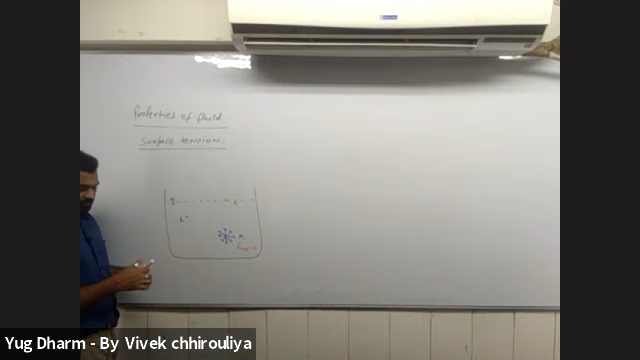 Properties of fluid
Surface tension:
A
Yug Dharm - By Vivek chhirouliya